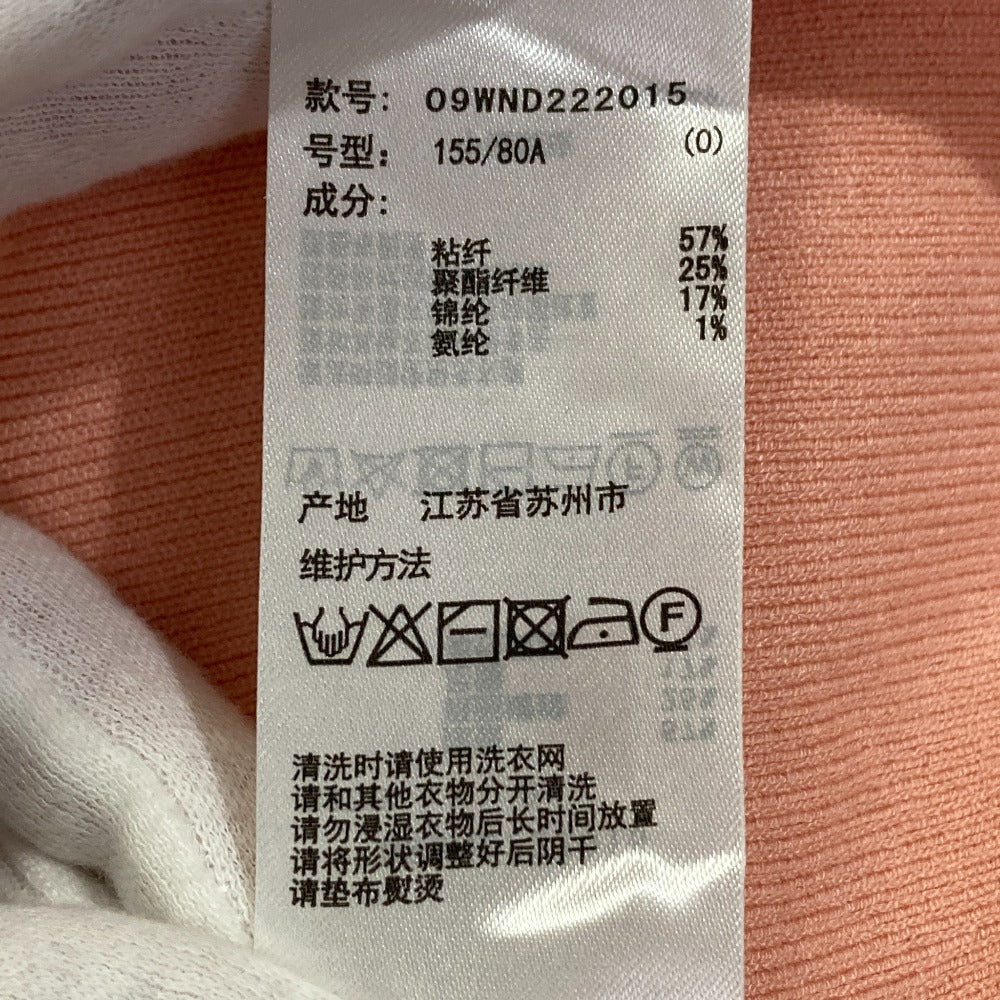 款号: 09WND222015
号型: 155/80A (0)
成分:
粘纤 57%
聚酯纤维 25%
锦纶 17%
氨纶 1%
产地 江苏省苏州市
维护方法
F
清洗时请使用洗衣网
请和其他衣物分开清洗
请勿浸湿衣物后长时间放置
请将形状调整好后阴干
请垫布熨烫